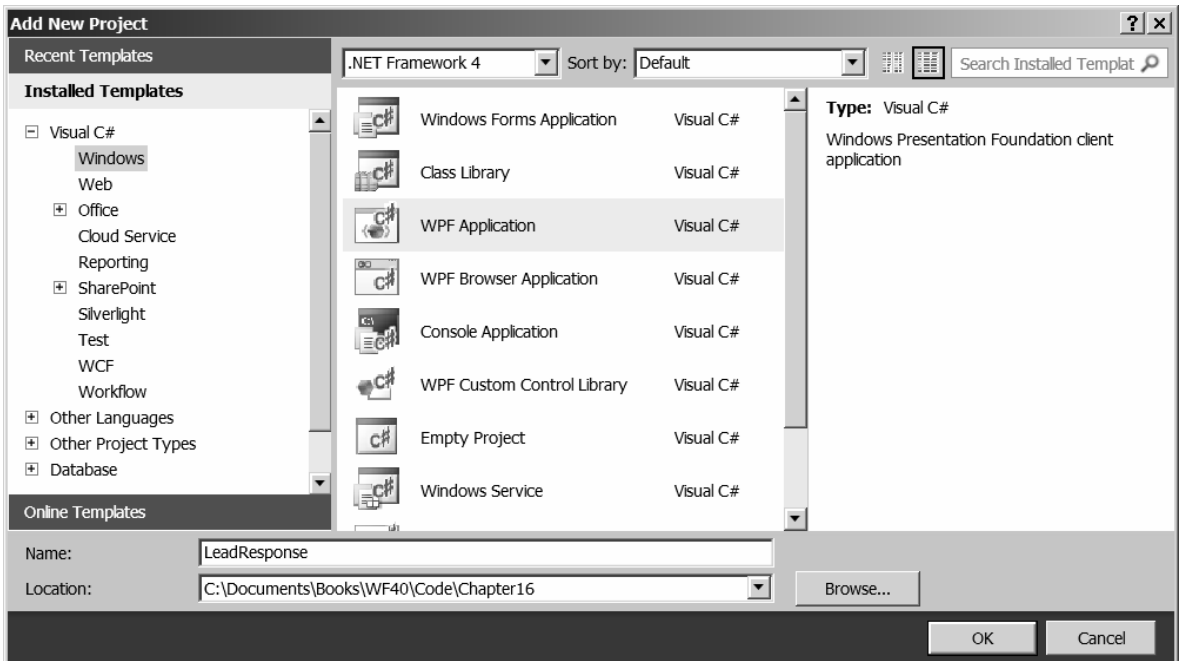 Add New Project
Recent Templates
Installed Templates
Visual C#
Windows
Web
Office
Cloud Service
Reporting
SharePoint
Silverlight
Test
WCF
Workflow
Other Languages
Other Project Types
Database
Online Templates
.NET Framework 4
Sort by: Default
Search Installed Templat
Windows Forms Application Visual C#
Class Library Visual C#
WPF Application Visual C#
WPF Browser Application Visual C#
Console Application Visual C#
WPF Custom Control Library Visual C#
Empty Project Visual C#
Windows Service Visual C#
Type: Visual C#
Windows Presentation Foundation client
application
Name: LeadResponse
Location: C:\Documents\Books\WF40\Code\Chapter16
Browse...
OK Cancel